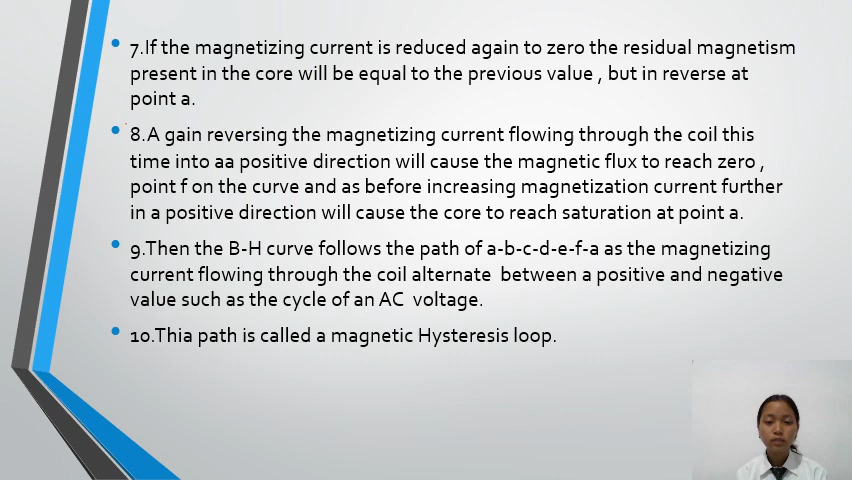 7.If the magnetizing current is reduced again to zero the residual magnetism
present in the core will be equal to the previous value , but in reverse at
point a.
8.A gain reversing the magnetizing current flowing through the coil this
time into aa positive direction will cause the magnetic flux to reach zero ,
point f on the curve and as before increasing magnetization current further
in a positive direction will cause the core to reach saturation at point a.
9.Then the B-H curve follows the path of a-b-c-d-e-f-a as the magnetizing
current flowing through the coil alternate between a positive and negative
value such as the cycle of an AC voltage.
10.Thia path is called a magnetic Hysteresis loop.